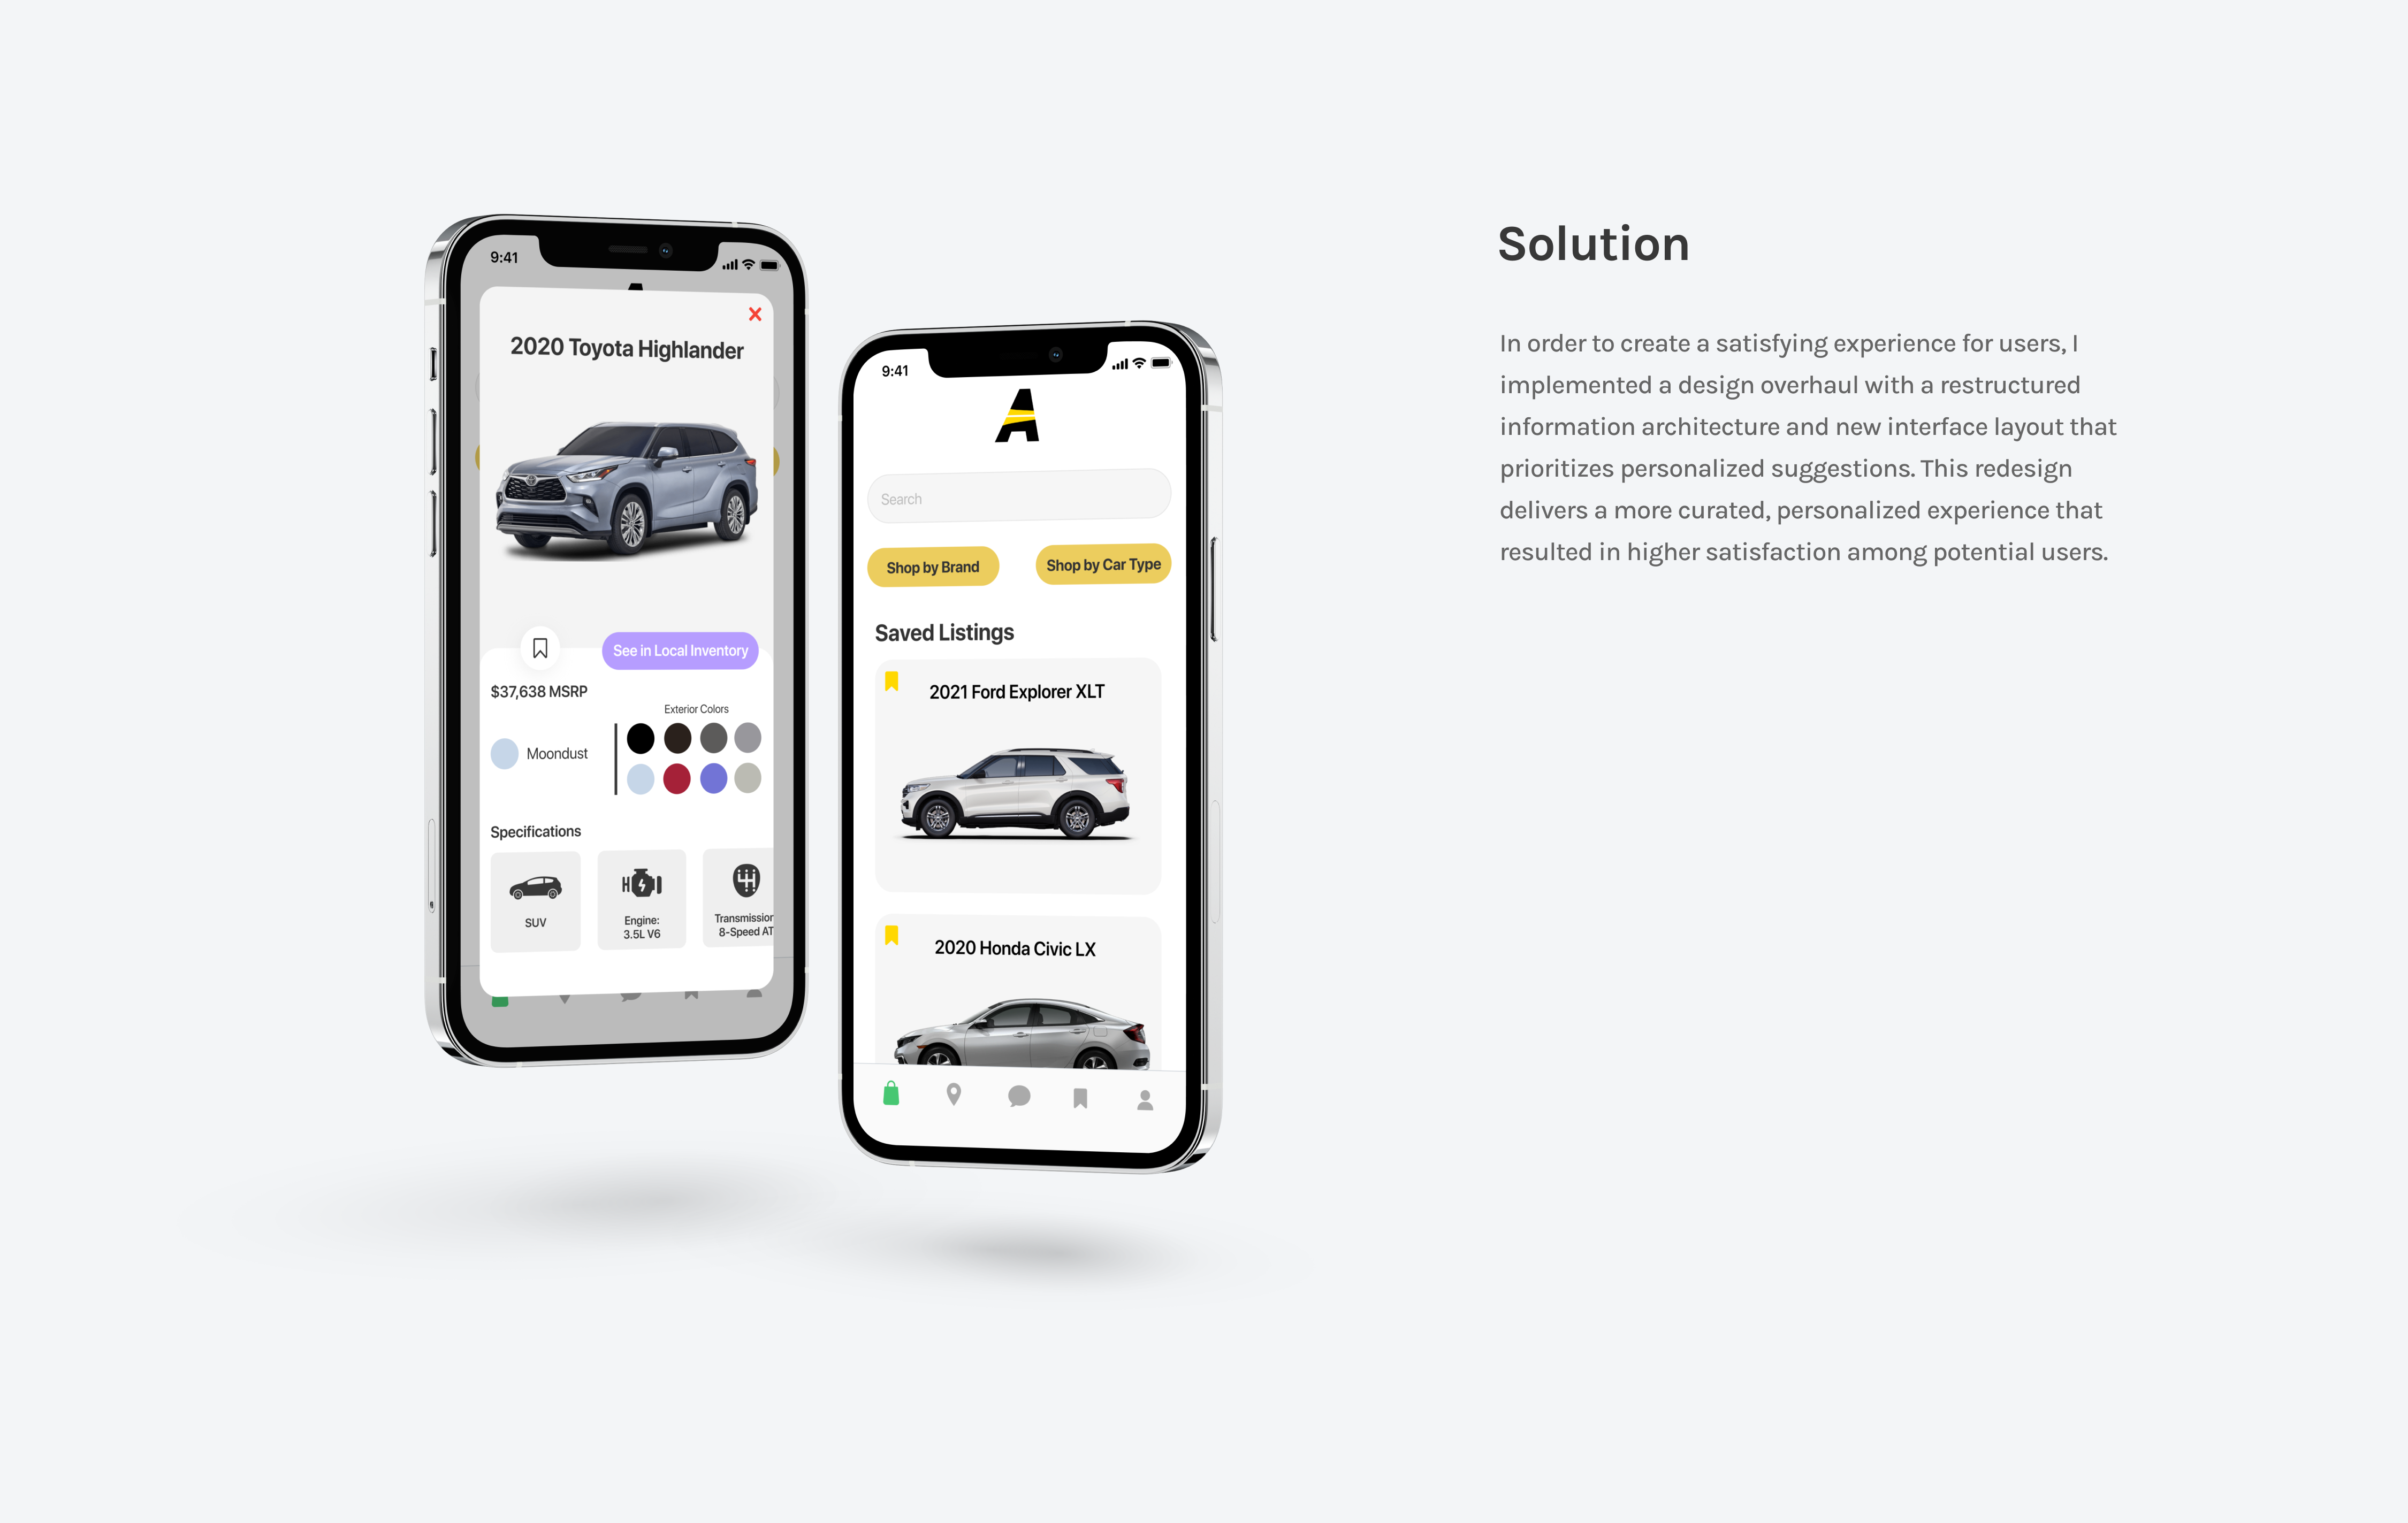 9:41
2020 Toyota Highlander
See in Local Inventory
$37,638 MSRP
Exterior Colors
Moondust
Specifications
SUV
Engine:
3.5L V6
Transmission
8-Speed AT
9:41
A
Search
Shop by Brand
Shop by Car Type
Saved Listings
2021 Ford Explorer XLT
2020 Honda Civic LX
Solution
In order to create a satisfying experience for users, I
implemented a design overhaul with a restructured
information architecture and new interface layout that
prioritizes personalized suggestions. This redesign
delivers a more curated, personalized experience that
resulted in higher satisfaction among potential users.